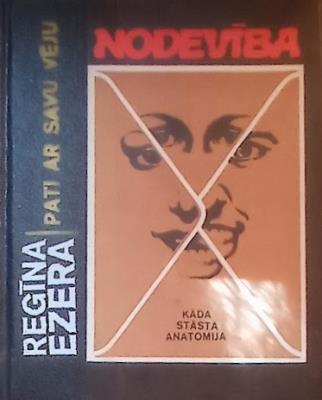 NODEVĪBA
REGĪNA
EZERA
PATI AR SAVU VĒJU
KĀDA
STĀSTA
ANATOMIJA